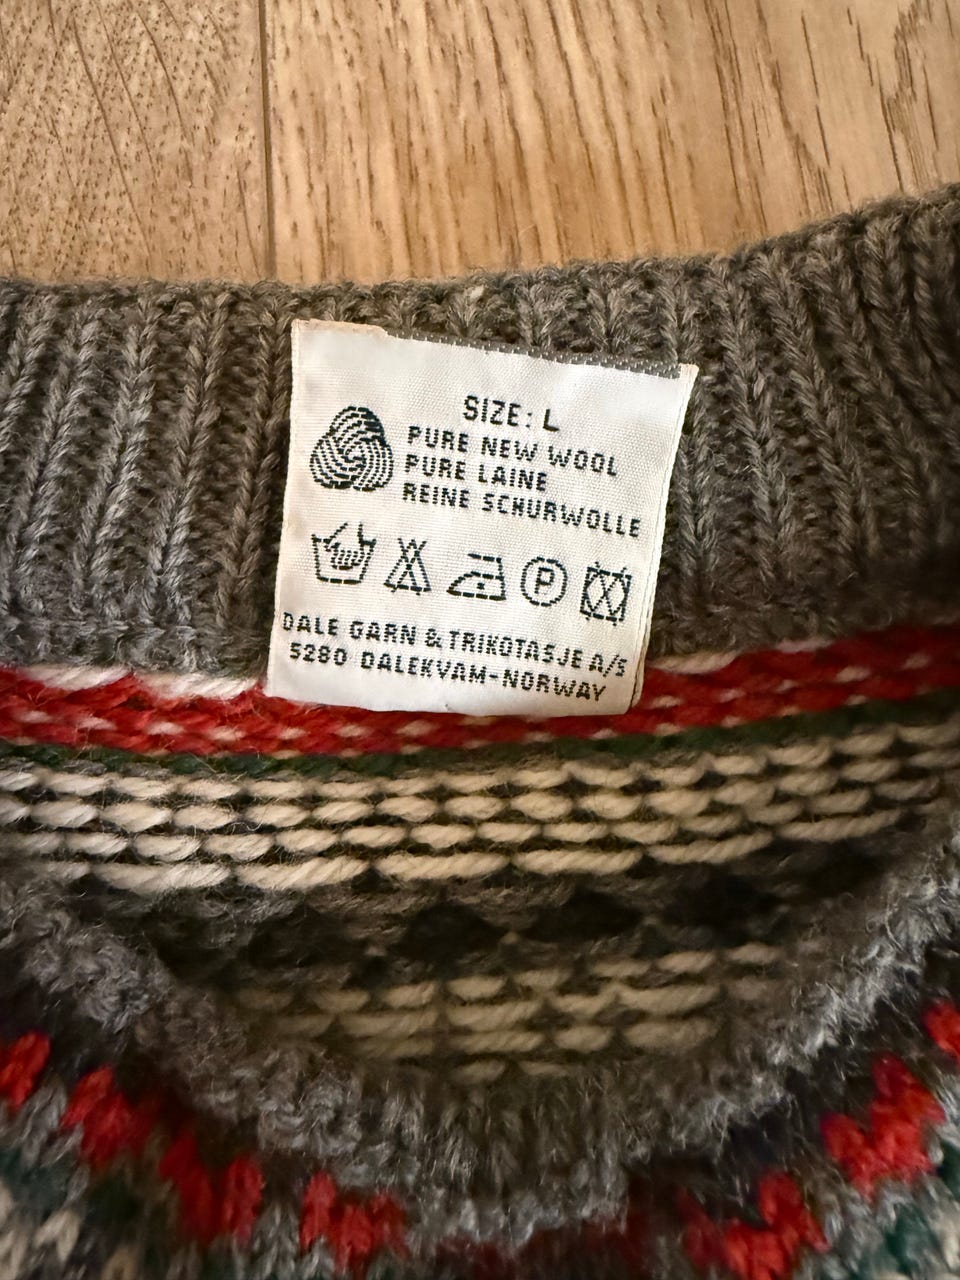 SIZE: L
PURE NEW WOOL
PURE LAINE
REINE SCHURWOLLE
P
DALE GARN & TRIKOTASJE A/S
5280 DALEKVAM-NORWAY